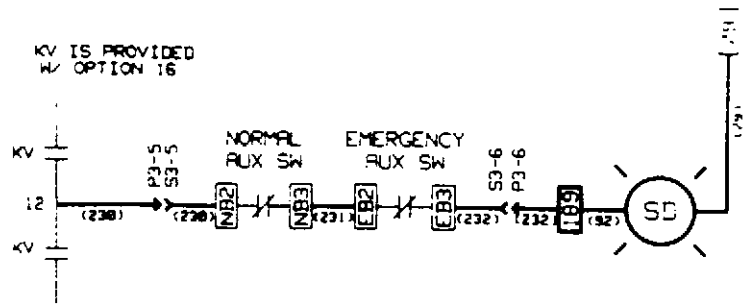 KV IS PROVIDED
W/ OPTION 16
KV
12
KV
(230)
P3-5
S3-5
(230)
NORMAL
AUX SW
NB2
NB3
(231)
EMERGENCY
AUX SW
EB2
EB3
(232)
S3-6
P3-6
(232)
(92)
SD
(29)